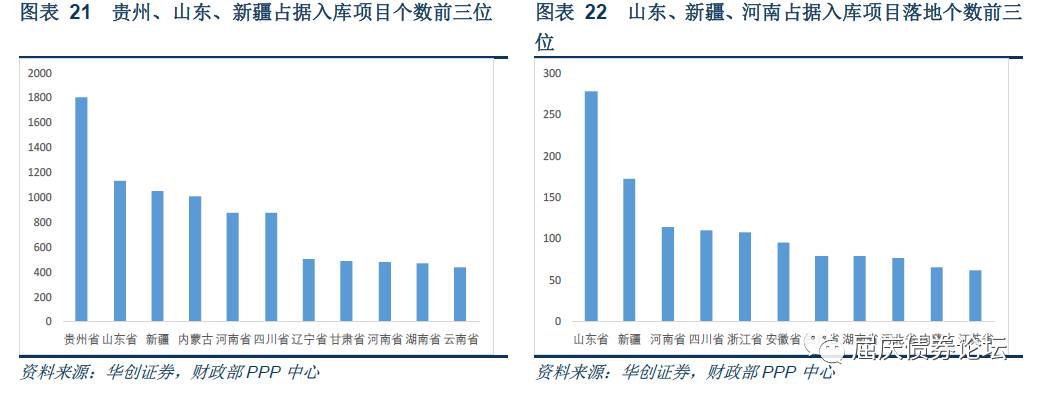 图表 21 贵州、山东、新疆占据入库项目个数前三位
2000
1800
1600
1400
1200
1000
800
600
400
200
0
贵州省 山东省 新疆 内蒙古 河南省 四川省 辽宁省 甘肃省 河南省 湖南省 云南省
资料来源：华创证券，财政部 PPP 中心
图表 22 山东、新疆、河南占据入库项目落地个数前三
位
300
250
200
150
100
50
0
山东省 新疆 河南省 四川省 浙江省 安徽省
屈庆债券论坛
资料来源：华创证券，财政部 PPP 中心